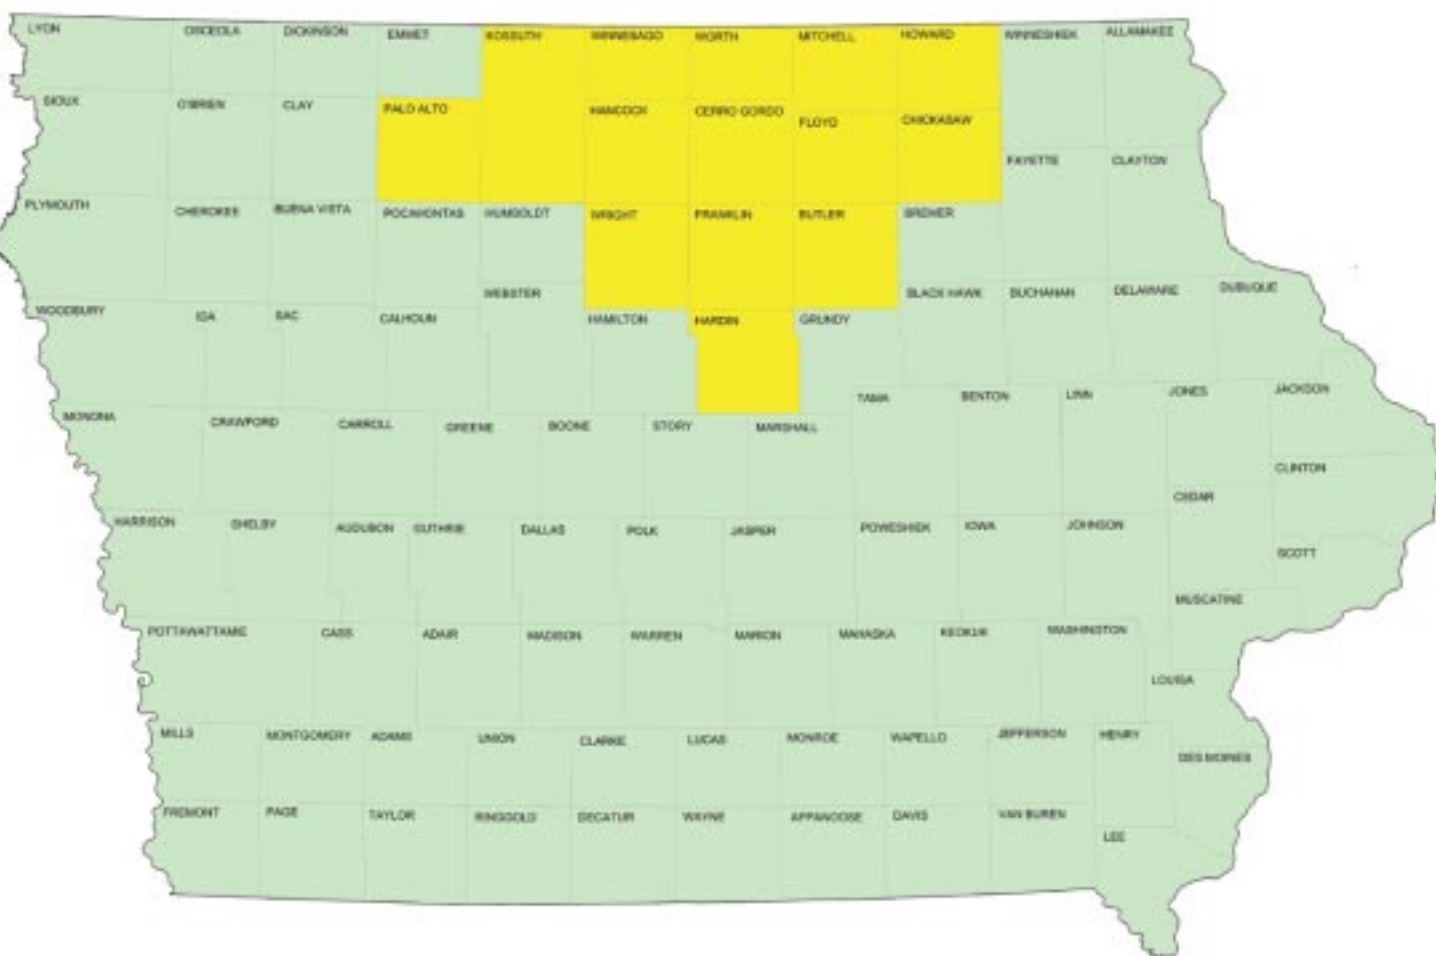 LYON OSCEOLA DICKINSON EMMET KOSSUTH WINNEBAGO WORTH MITCHELL HOWARD WINNESHIEK ALLAMAKEE
SIOUX O'BRIEN CLAY PALO ALTO HANCOCK CERRO GORDO FLOYD CHICKASAW
FAYETTE CLAYTON
PLYMOUTH CHEROKEE BUENA VISTA POCAHONTAS HUMBOLDT WRIGHT FRANKLIN BUTLER BREMER
WEBSTER BLACK HAWK BUCHANAN DELAWARE DUBUQUE
WOODBURY IDA SAC CALHOUN HAMILTON HARDIN GRUNDY
TAMA BENTON LINN JONES JACKSON
MONONA CRAWFORD CARROLL GREENE BOONE STORY MARSHALL
CLINTON
CEDAR
HARRISON SHELBY AUDUBON GUTHRIE DALLAS POLK JASPER POWESHIEK IOWA JOHNSON
SCOTT
MUSCATINE
POTTAWATTAMIE CASS ADAIR MADISON WARREN MARION MAHASKA KEOKUK WASHINGTON
LOUISA
MILLS MONTGOMERY ADAMS UNION CLARKE LUCAS MONROE WAPELLO JEFFERSON HENRY
DES MOINES
FREMONT PAGE TAYLOR RINGGOLD DECATUR WAYNE APPANOOSE DAVIS VAN BUREN
LEE